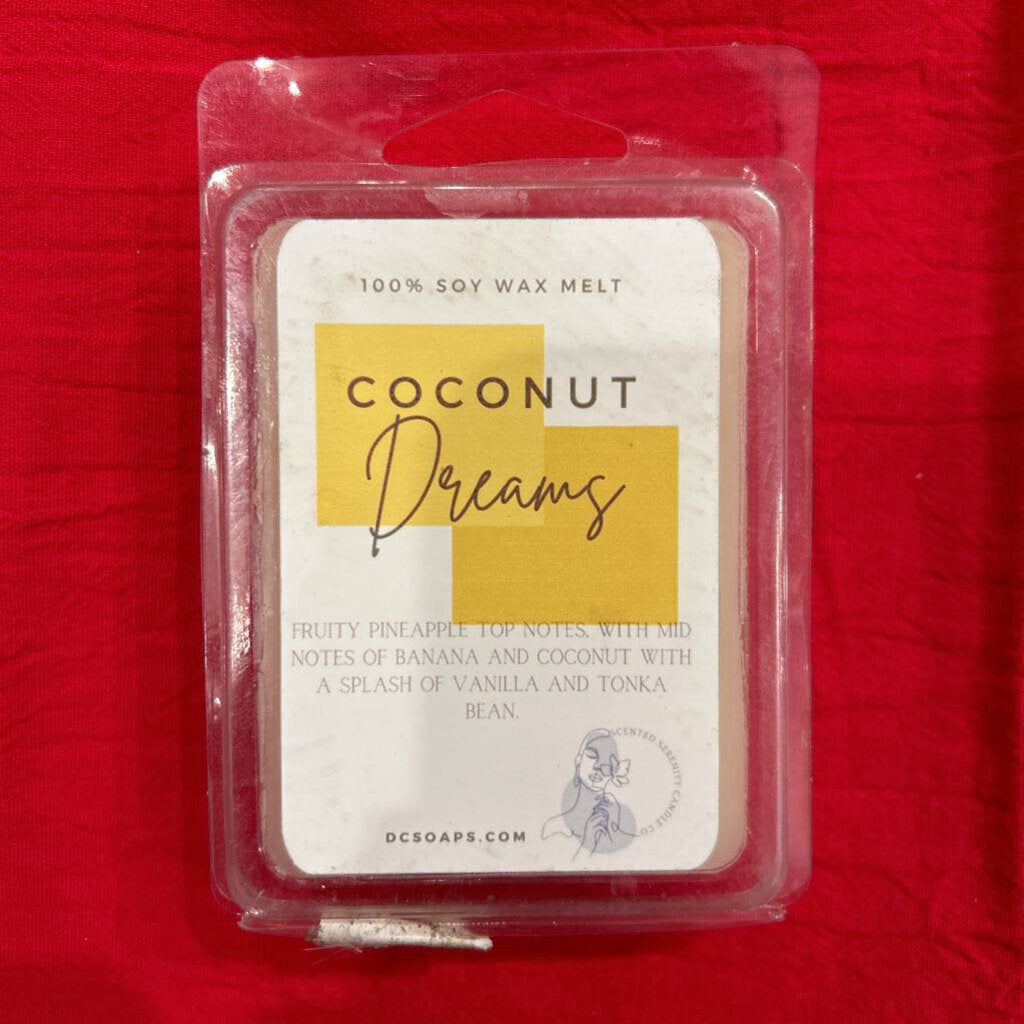 100% SOY WAX MELT
COCONUT
Dreams
FRUITY PINEAPPLE TOP NOTES, WITH MID
NOTES OF BANANA AND COCONUT WITH
A SPLASH OF VANILLA AND TONKA
BEAN.
SCENTED SERENITY CANDLE CO
DCSOAPS.COM